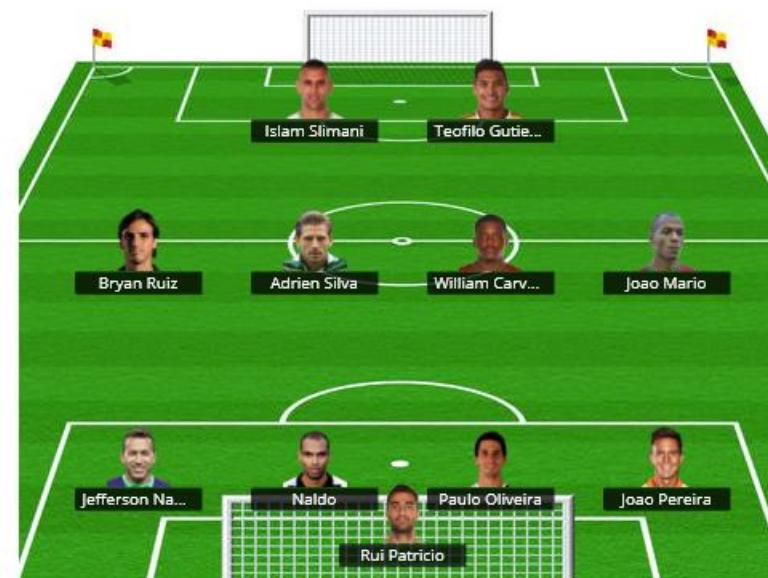 Islam Slimani
Teofilo Gutie...
Bryan Ruiz
Adrien Silva
William Carv...
Joao Mario
Jefferson Na...
Naldo
Paulo Oliveira
Joao Pereira
Rui Patricio